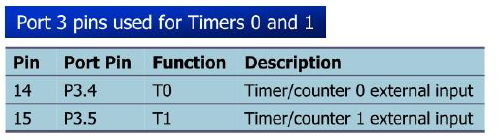 Port 3 pins used for Timers 0 and 1
Pin Port Pin Function Description
14 P3.4 T0 Timer/counter 0 external input
15 P3.5 T1 Timer/counter 1 external input